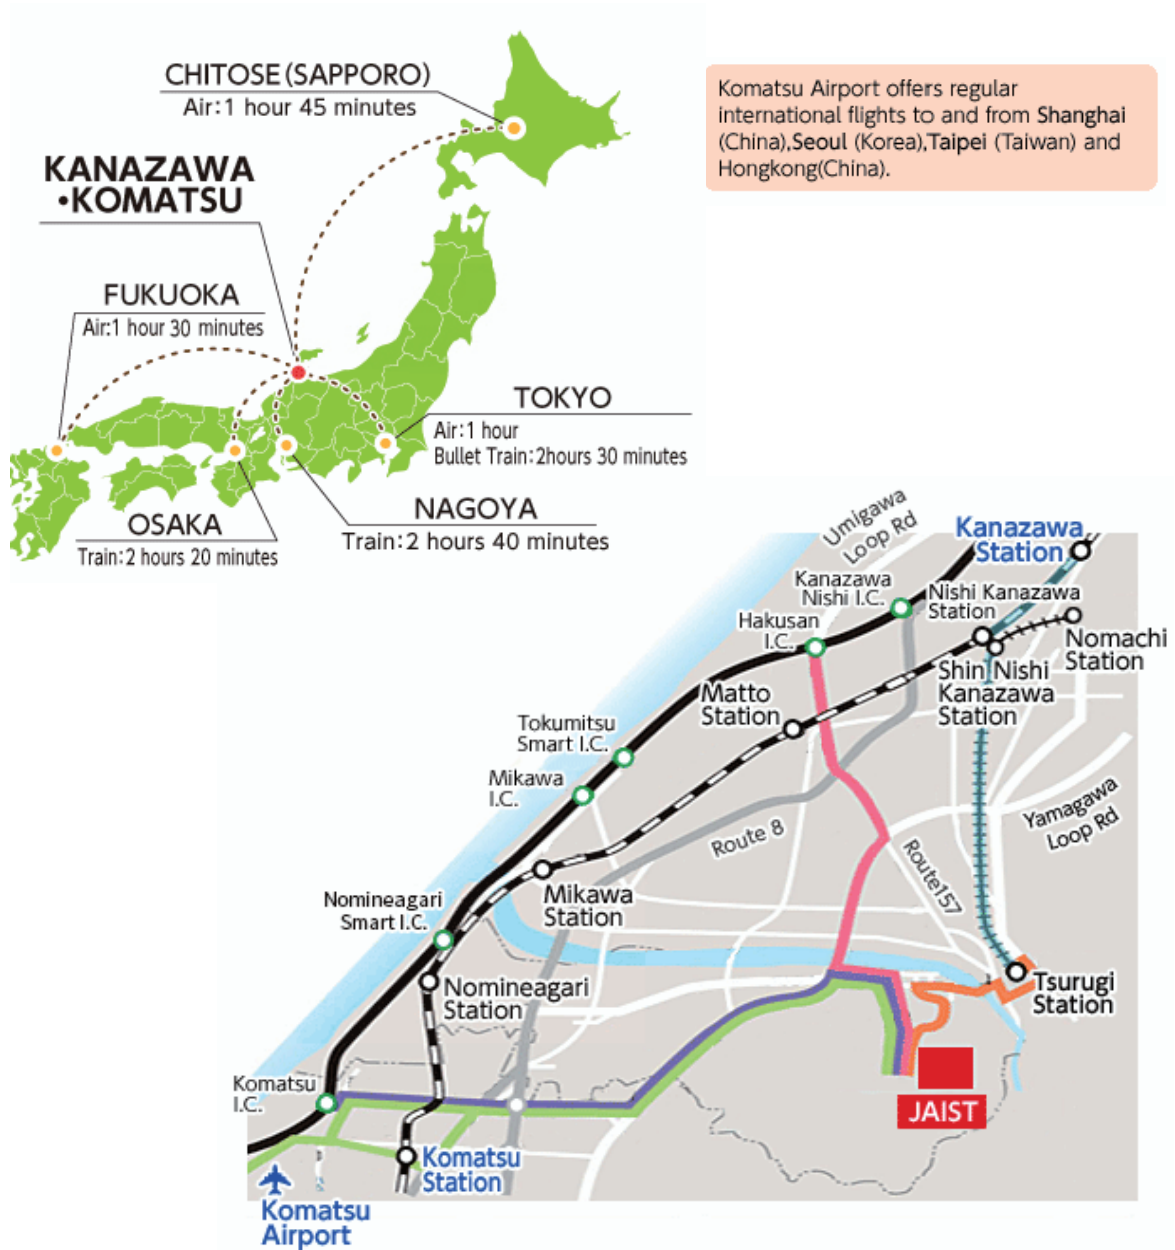 CHITOSE(SAPPORO)
Air:1 hour 45 minutes
Komatsu Airport offers regular
international flights to and from Shanghai
(China),Seoul (Korea),Taipei (Taiwan) and
Hongkong(China).
KANAZAWA
•KOMATSU
FUKUOKA
Air:1 hour 30 minutes
TOKYO
Air:1 hour
Bullet Train:2hours 30 minutes
NAGOYA
Train:2 hours 40 minutes
OSAKA
Train:2 hours 20 minutes
Umigawa
Loop Rd
Kanazawa
Station
Kanazawa
Nishi I.C.
Nishi Kanazawa
Station
Hakusan
I.C.
Nomachi
Station
Shin Nishi
Kanazawa
Station
Matto
Station
Tokumitsu
Smart I.C.
Mikawa
I.C.
Yamagawa
Loop Rd
Route 8
Route157
Mikawa
Station
Nomineagari
Smart I.C.
Nomineagari
Station
Tsurugi
Station
Komatsu
I.C.
JAIST
Komatsu
Station
Komatsu
Airport